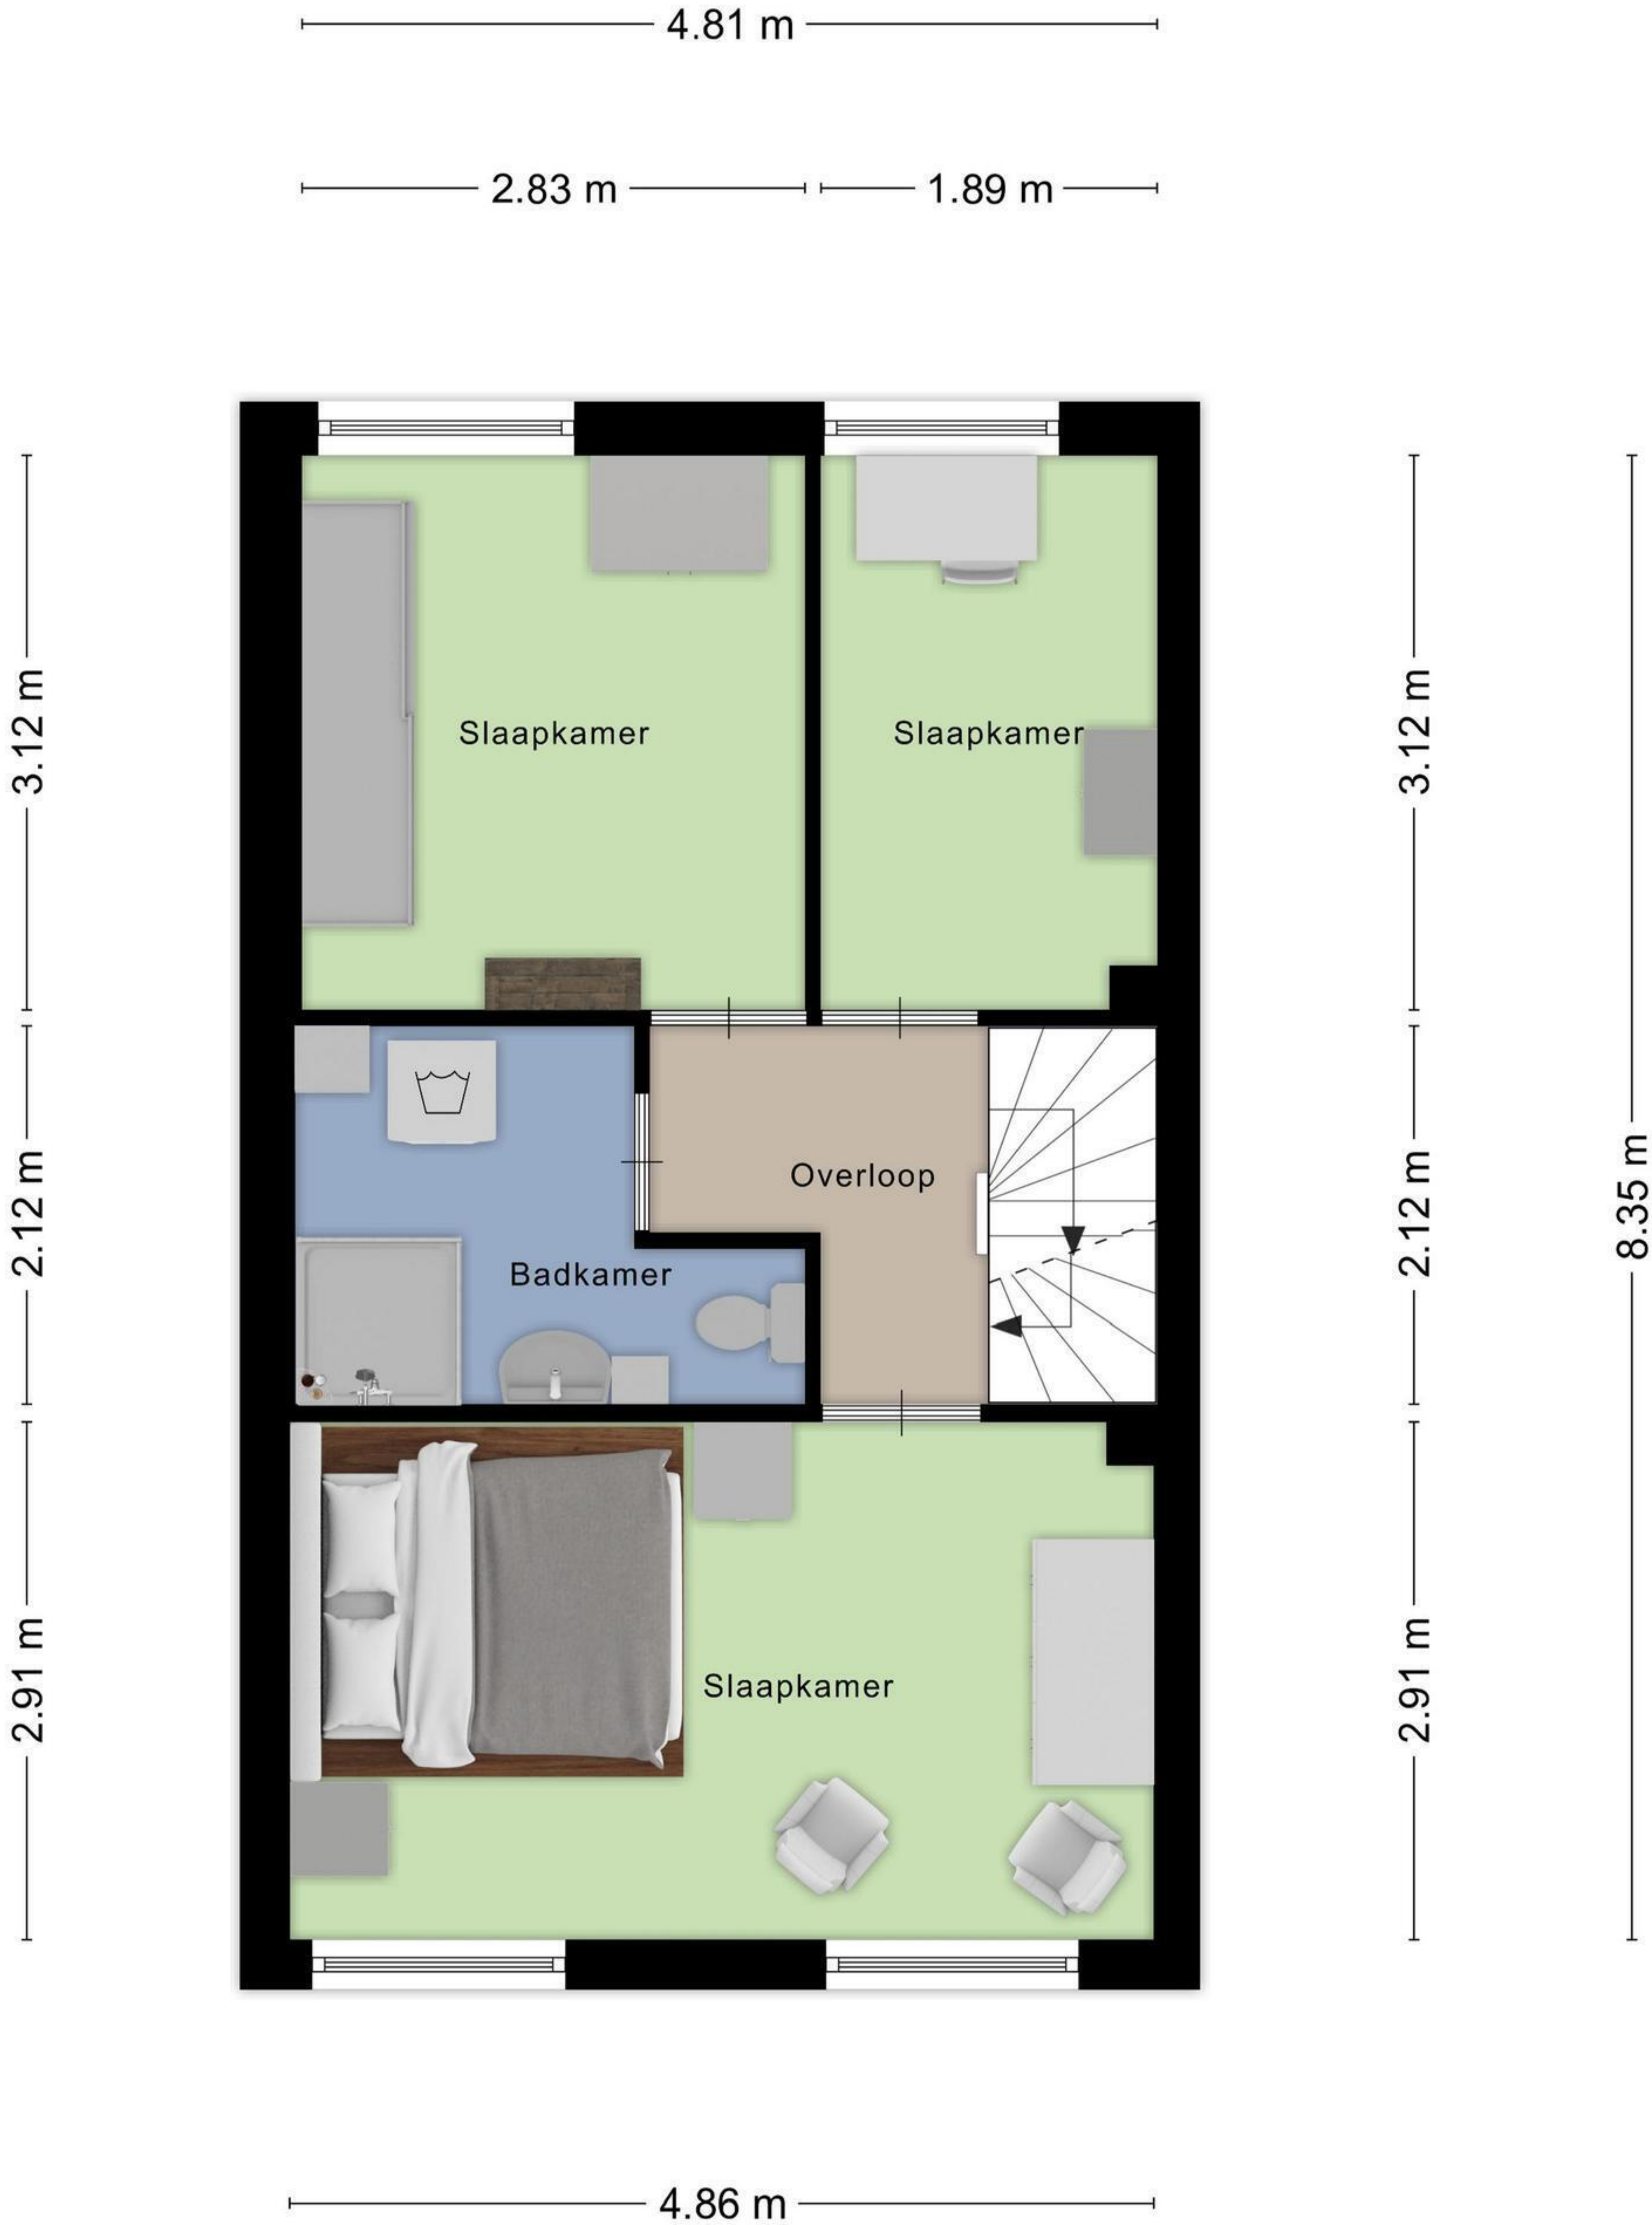 4.81 m
2.83 m
1.89 m
3.12 m
Slaapkamer
Slaapkamer
3.12 m
2.12 m
Overloop
Badkamer
2.12 m
8.35 m
2.91 m
Slaapkamer
2.91 m
4.86 m